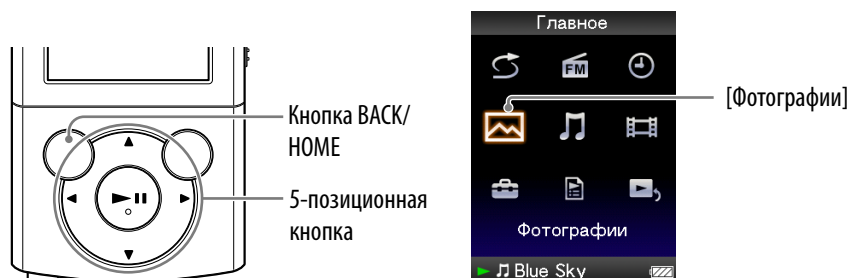 Кнопка BACK/
HOME
5-позиционная
кнопка
Главное
FM
[Фотографии]
Фотографии
Blue Sky